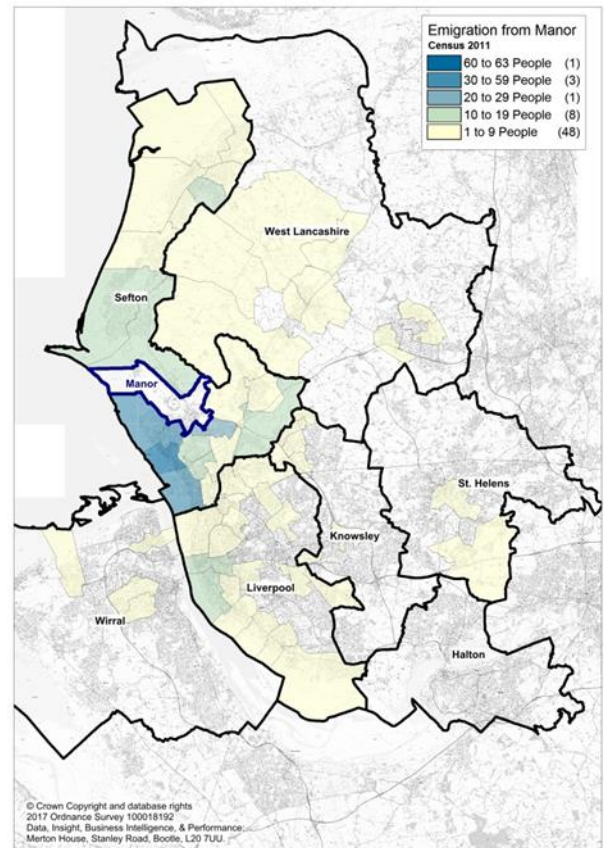 Emigration from Manor
Census 2011
60 to 63 People (1)
30 to 59 People (3)
20 to 29 People (1)
10 to 19 People (8)
1 to 9 People (48)
West Lancashire
Sefton
Manor
St. Helens
Knowsley
Liverpool
Wirral
Halton
© Crown Copyright and database rights
2017 Ordnance Survey 100018192
Data, Insight, Business Intelligence, & Performance:
Merton House, Stanley Road, Bootle, L20 7UU.